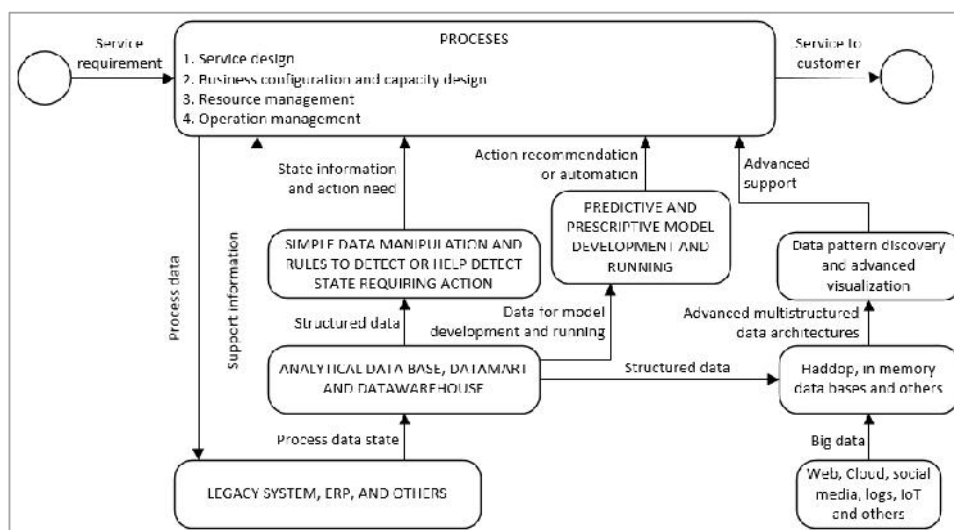 PROCESES
Service
requirement
1. Service design
2. Business configuration and capacity design
3. Resource management
4. Operation management
Service to
customer
State information
and action need
Action recommendation
or automation
Advanced
support
Process data
Support information
SIMPLE DATA MANIPULATION AND
RULES TO DETECT OR HELP DETECT
STATE REQUIRING ACTION
PREDICTIVE AND
PRESCRIPTIVE MODEL
DEVELOPMENT AND
RUNNING
Data pattern discovery
and advanced
visualization
Structured data
Data for model
development and running
Advanced multistructured
data architectures
ANALYTICAL DATA BASE, DATAMART
AND DATAWAREHOUSE
Structured data
Haddop, in memory
data bases and others
Process data state
Big data
LEGACY SYSTEM, ERP, AND OTHERS
Web, Cloud, social
media, logs, IoT
and others